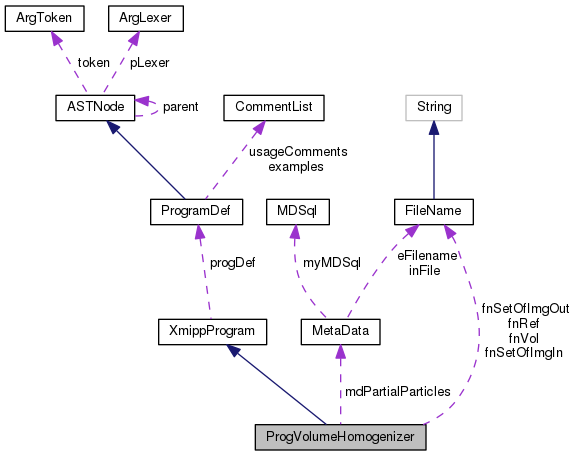 ArgToken
ArgLexer
token
pLexer
ASTNode
parent
CommentList
String
usageComments
examples
ProgramDef
MDSql
FileName
progDef
myMDSql
eFilename
inFile
fnSetOfImgOut
fnRef
fnVol
fnSetOfImgIn
XmippProgram
MetaData
mdPartialParticles
ProgVolumeHomogenizer